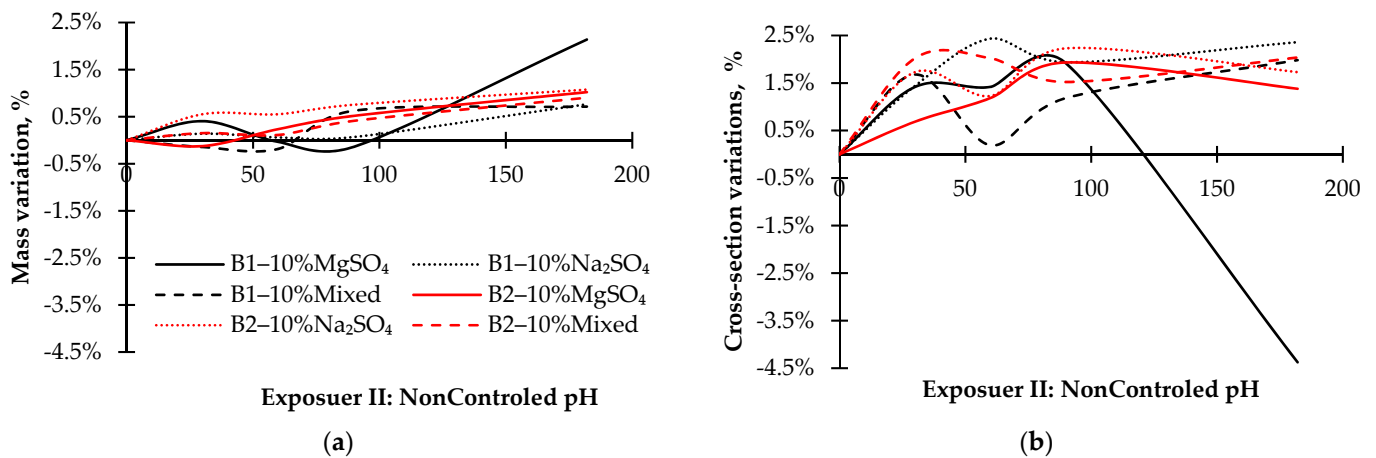 2.5%
1.5%
0.5%
-0.5%
-1.5%
-2.5%
-3.5%
-4.5%
Mass variation, %
0
50
100
150
200
B1–10%MgSO₄
B1–10%Na₂SO₄
B1–10%Mixed
B2–10%MgSO₄
B2–10%Na₂SO₄
B2–10%Mixed
Exposuer II: NonControled pH
(a)
2.5%
1.5%
0.5%
-0.5%
-1.5%
-2.5%
-3.5%
-4.5%
Cross-section variations, %
0
50
100
150
200
Exposuer II: NonControled pH
(b)